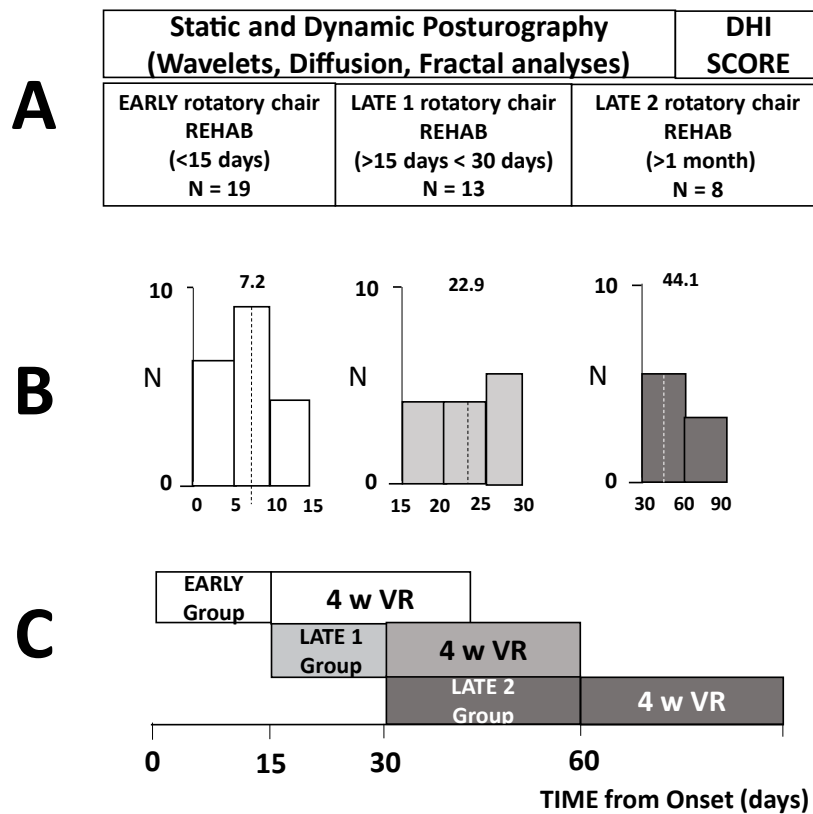 A
Static and Dynamic Posturography
(Wavelets, Diffusion, Fractal analyses)
DHI
SCORE
EARLY rotatory chair
REHAB
(<15 days)
N = 19
LATE 1 rotatory chair
REHAB
(>15 days < 30 days)
N = 13
LATE 2 rotatory chair
REHAB
(>1 month)
N = 8
B
10
7.2
N
0
0 5 10 15
10
22.9
N
0
15 20 25 30
10
44.1
N
0
30 60 90
C
EARLY
Group
4 w VR
LATE 1
Group
4 w VR
LATE 2
Group
4 w VR
0 15 30 60
TIME from Onset (days)